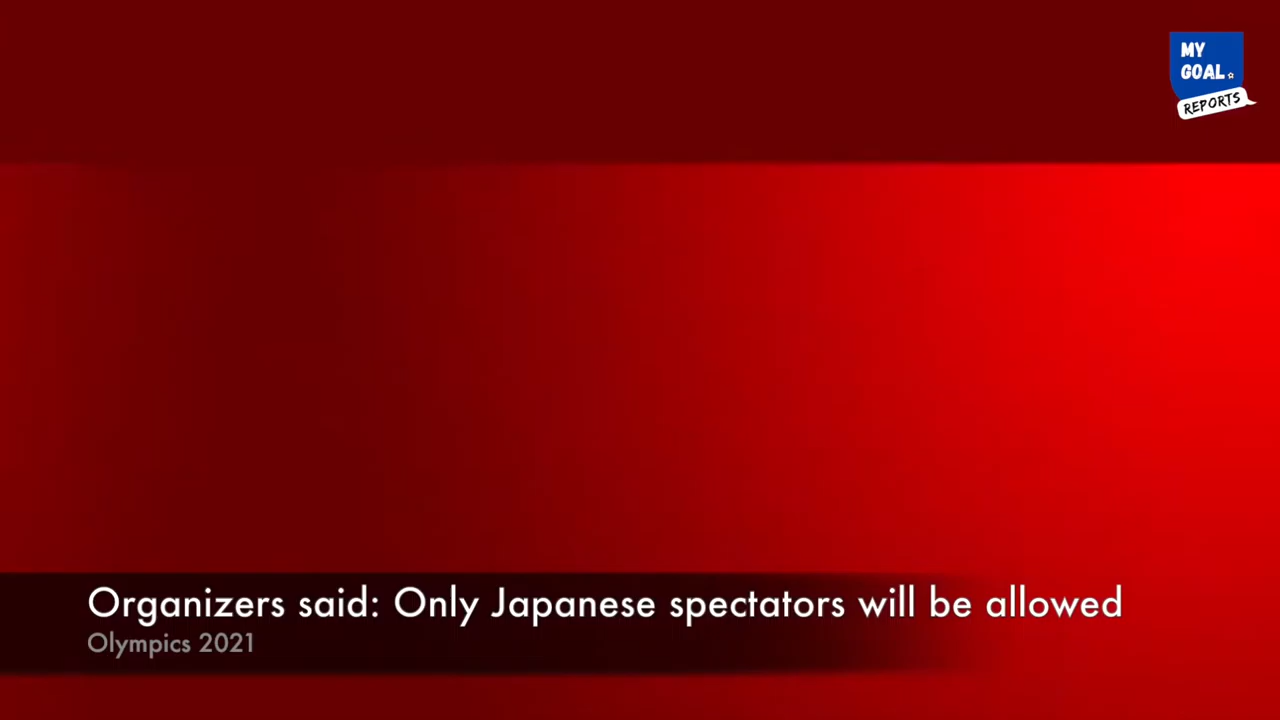 MY
GOAL
REPORTS
Organizers said: Only Japanese spectators will be allowed
Olympics 2021